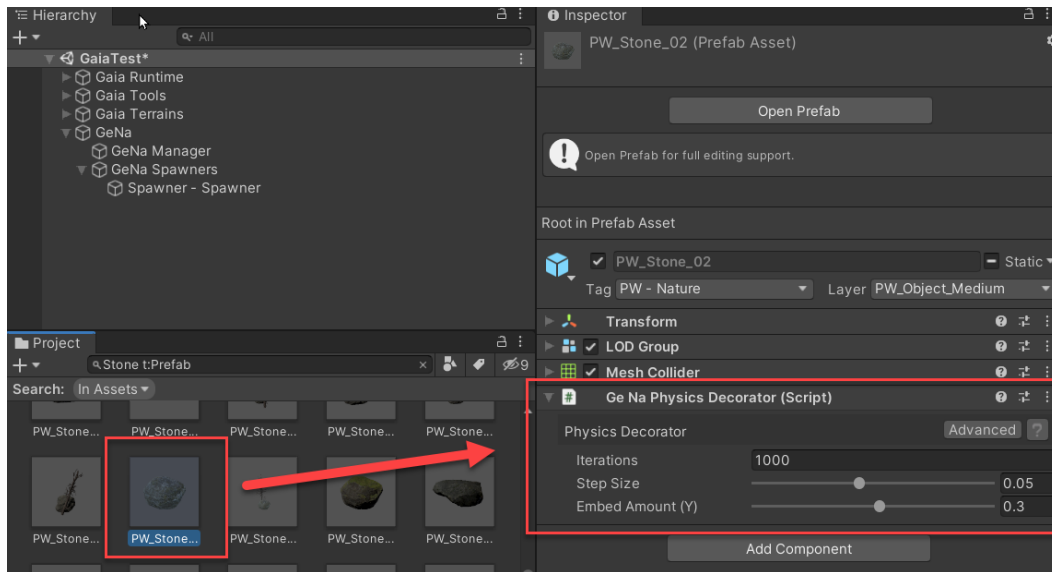 Hierarchy
All
GaiaTest*
Gaia Runtime
Gaia Tools
Gaia Terrains
GeNa
GeNa Manager
GeNa Spawners
Spawner - Spawner
Project
Stone t:Prefab
9
Search: In Assets
PW_Stone... PW_Stone... PW_Stone... PW_Stone... PW_Stone...
PW_Stone... PW_Stone... PW_Stone... PW_Stone... PW_Stone...
Inspector
PW_Stone_02 (Prefab Asset)
Open Prefab
Open Prefab for full editing support.
Root in Prefab Asset
PW_Stone_02 Static
Tag PW - Nature Layer PW_Object_Medium
Transform
LOD Group
Mesh Collider
# Ge Na Physics Decorator (Script)
Physics Decorator Advanced ?
Iterations 1000
Step Size 0.05
Embed Amount (Y) 0.3
Add Component